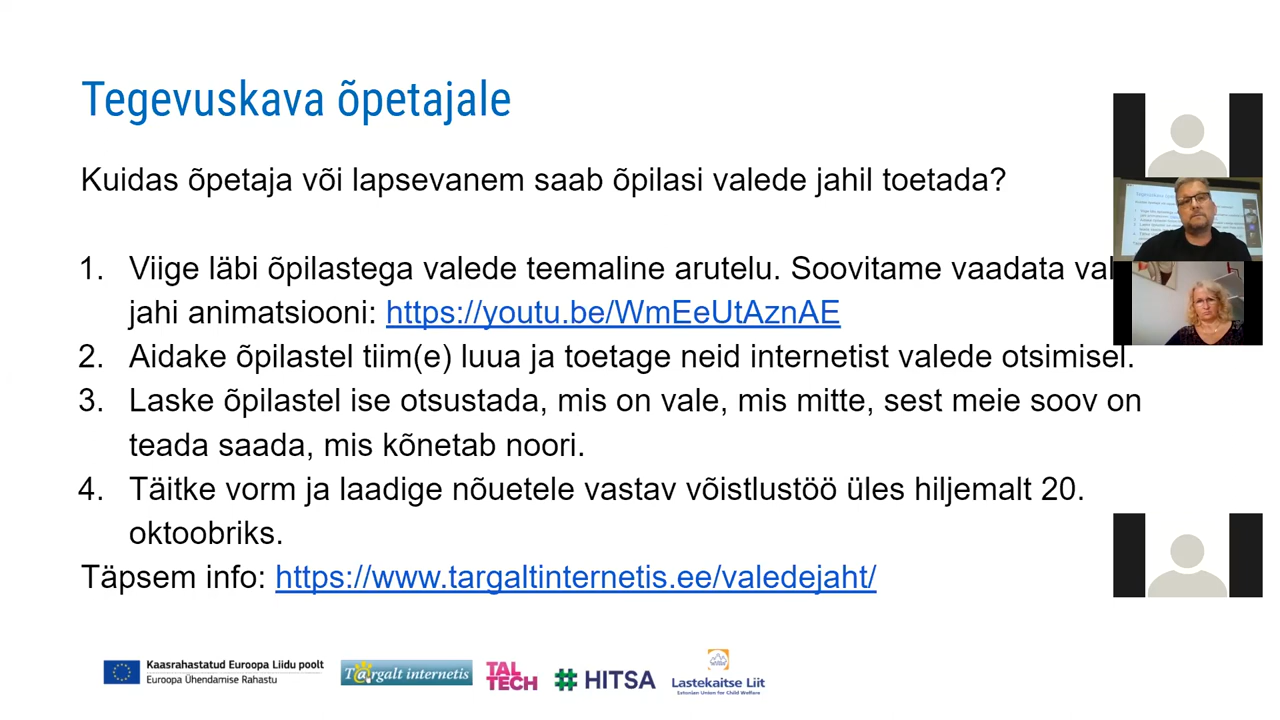 Tegevuskava õpetajale
Kuidas õpetaja või lapsevanem saab õpilasi valede jahil toetada?
1. Viige läbi õpilastega valede teemaline arutelu. Soovitame vaadata
jahi animatsiooni: https://youtu.be/WmEeUtAznAE
2. Aidake õpilastel tiim(e) luua ja toetage neid internetist valede otsimisel.
3. Laske õpilastel ise otsustada, mis on vale, mis mitte, sest meie soov on
teada saada, mis kõnetab noori.
4. Täitke vorm ja laadige nõuetele vastav võistlustöö üles hiljemalt 20.
oktoobriks.
Täpsem info: https://www.targaltinternetis.ee/valedejaht/
Kaasrahastatud Euroopa Liidu poolt
Euroopa Ühendamise Rahastu
T@rgalt internetis
TAL
TECH
HITSA
Lastekaitse Liit
Estonian Union for Child Welfare